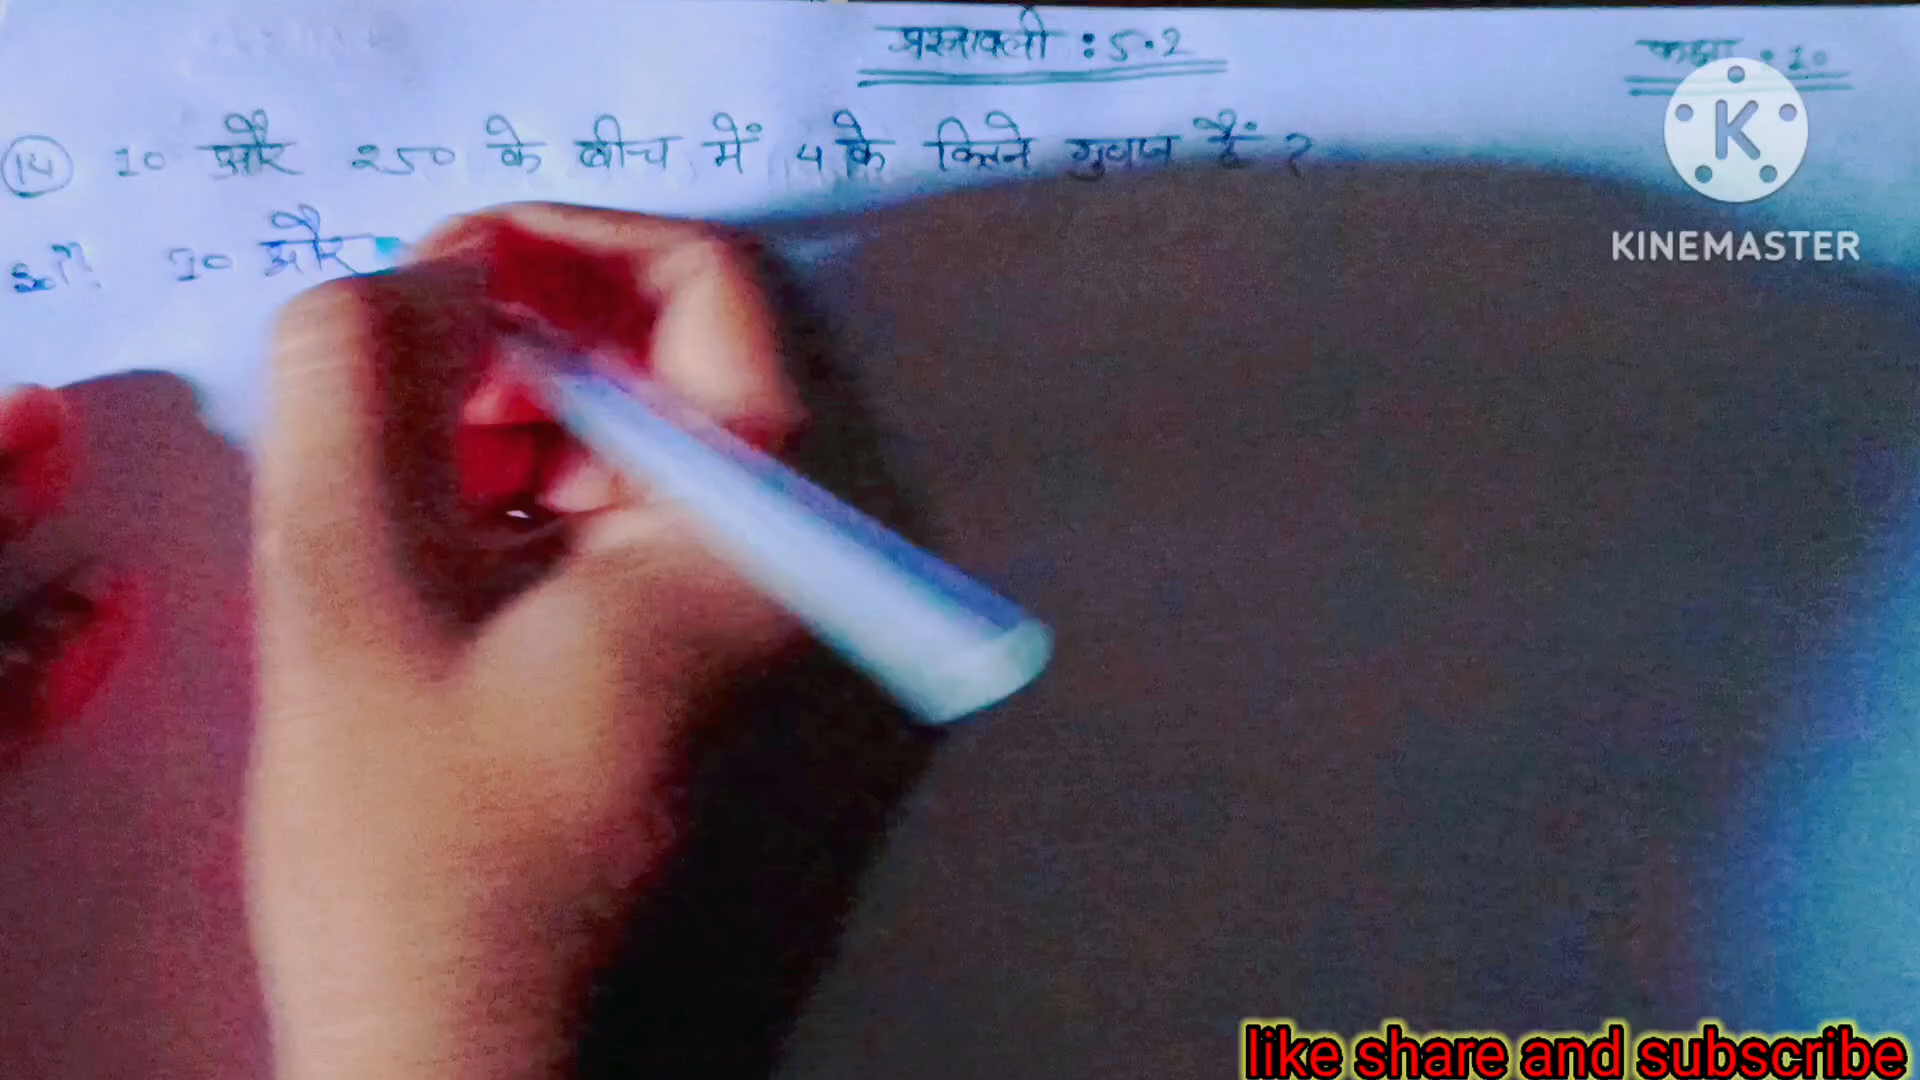 प्रश्नावली : 5.2
कक्षा : 10
(14) 10 और 250 के बीच में 4 के कितने गुणज हैं ?
Sol^n: 10 और
K
KINEMASTER
like share and subscribe